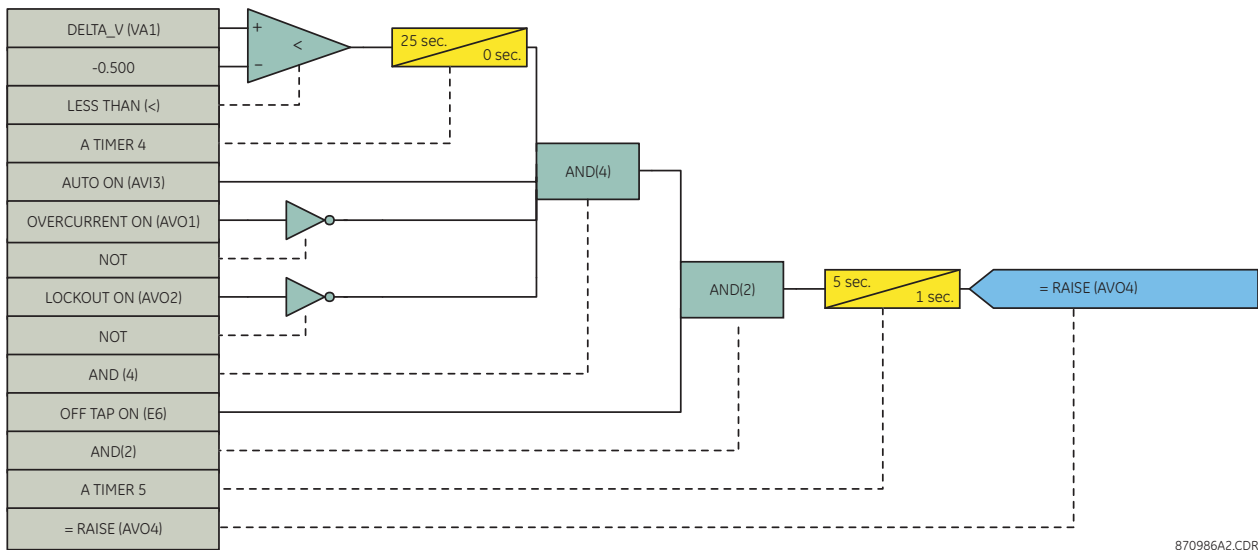 DELTA_V (VA1)
-0.500
LESS THAN (<)
A TIMER 4
AUTO ON (AVI3)
OVERCURRENT ON (AVO1)
NOT
LOCKOUT ON (AVO2)
NOT
AND (4)
OFF TAP ON (E6)
AND(2)
A TIMER 5
= RAISE (AVO4)
+
<
−
25 sec.
0 sec.
AND(4)
AND(2)
5 sec.
1 sec.
= RAISE (AVO4)
870986A2.CDR